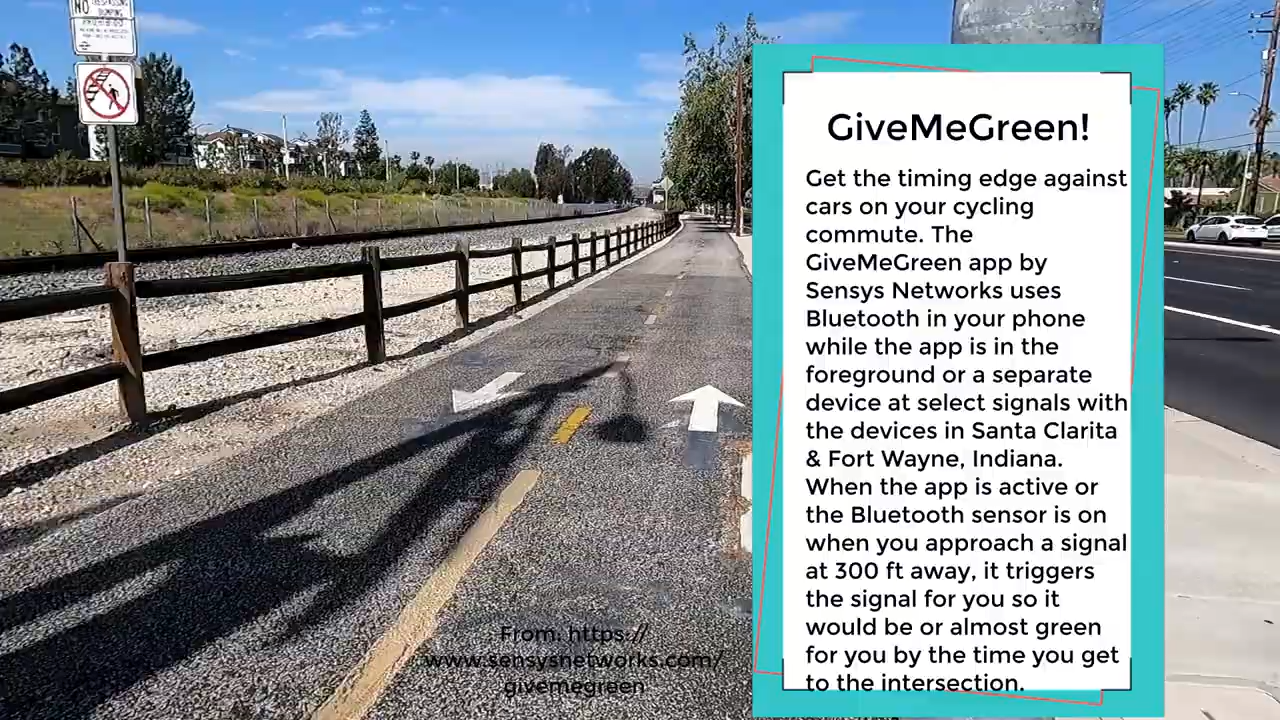 NO TRESPASSING
DUMPING
GiveMeGreen!
Get the timing edge against
cars on your cycling
commute. The
GiveMeGreen app by
Sensys Networks uses
Bluetooth in your phone
while the app is in the
foreground or a separate
device at select signals with
the devices in Santa Clarita
& Fort Wayne, Indiana.
When the app is active or
the Bluetooth sensor is on
when you approach a signal
at 300 ft away, it triggers
the signal for you so it
would be or almost green
for you by the time you get
to the intersection.
From: https://
www.sensysnetworks.com/
givemegreen